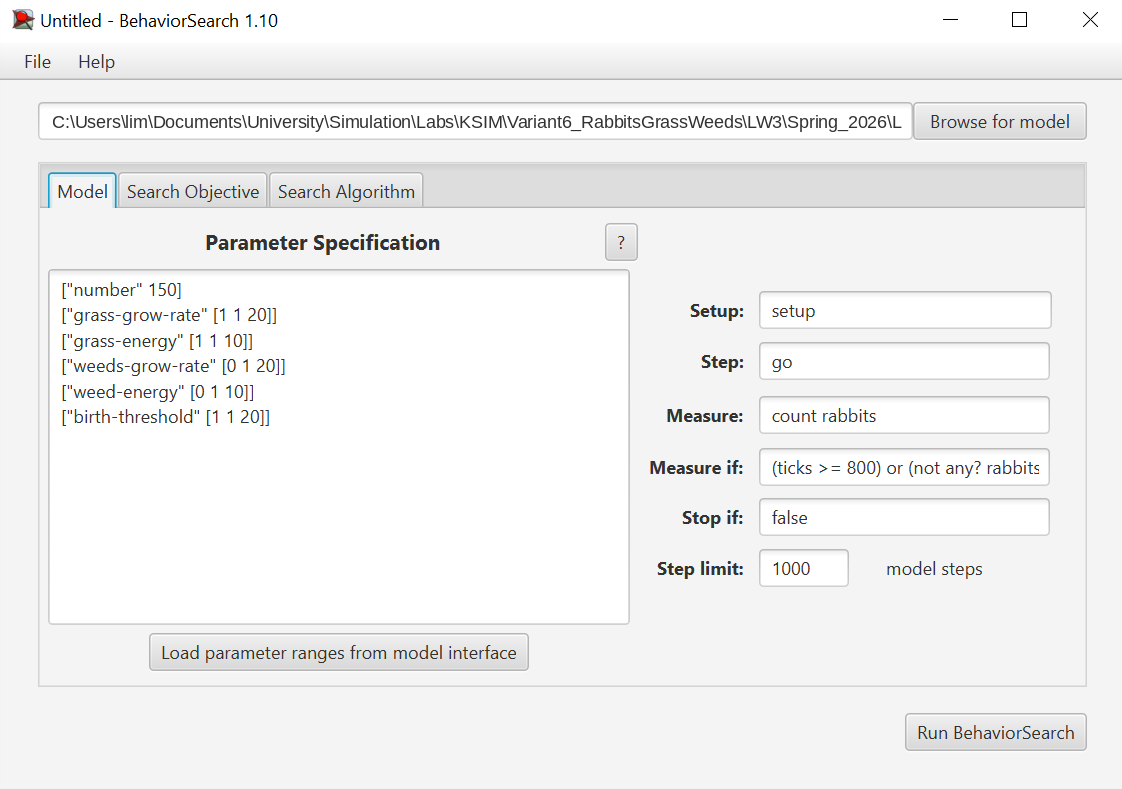 Untitled - BehaviorSearch 1.10
File Help
C:\Users\lim\Documents\University\Simulation\Labs\KSIM\Variant6_RabbitsGrassWeeds\LW3\Spring_2026\L
Browse for model
Model Search Objective Search Algorithm
Parameter Specification
?
["number" 150]
["grass-grow-rate" [1 1 20]]
["grass-energy" [1 1 10]]
["weeds-grow-rate" [0 1 20]]
["weed-energy" [0 1 10]]
["birth-threshold" [1 1 20]]
Load parameter ranges from model interface
Setup: setup
Step: go
Measure: count rabbits
Measure if: (ticks >= 800) or (not any? rabbits
Stop if: false
Step limit: 1000 model steps
Run BehaviorSearch